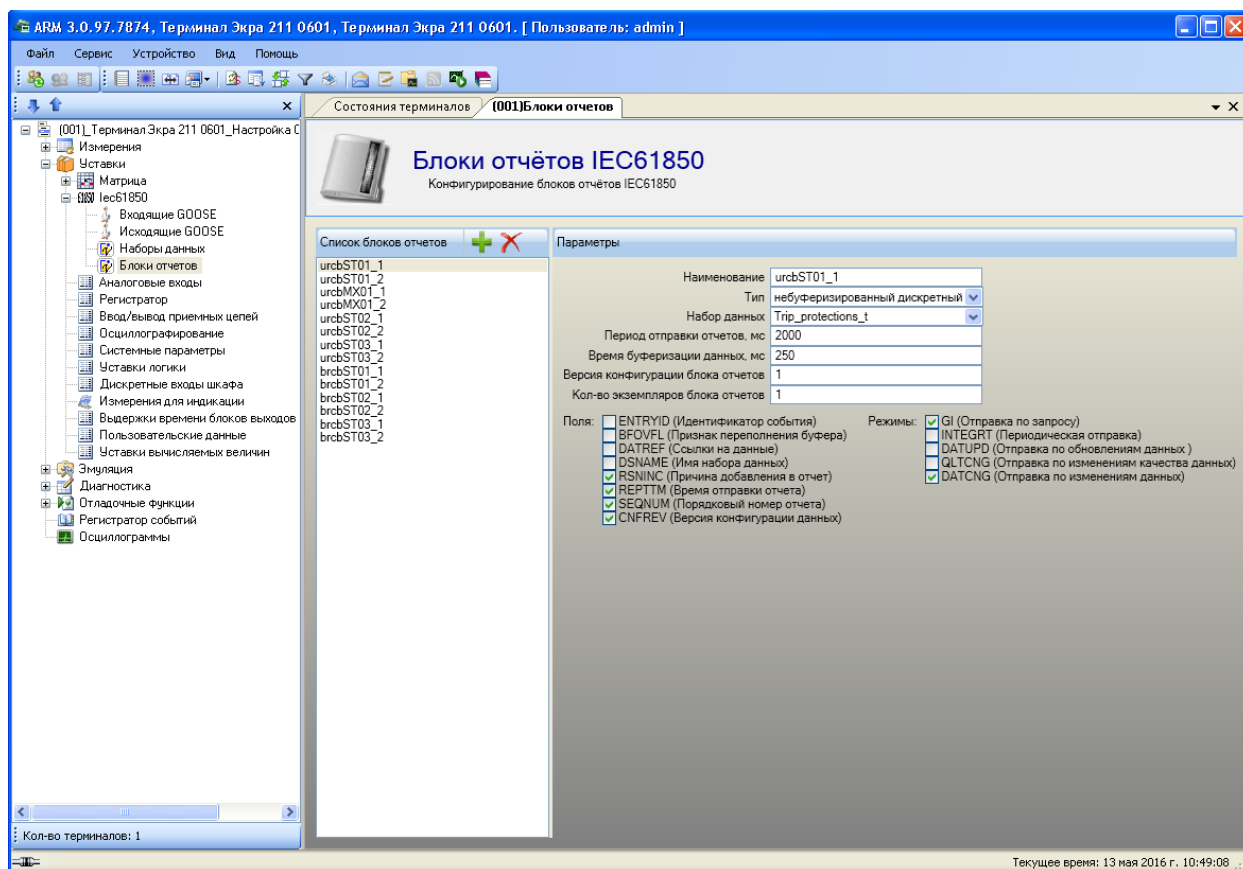 ARM 3.0.97.7874, Терминал Экра 211 0601, Терминал Экра 211 0601. [ Пользователь: admin ]
Файл Сервис Устройство Вид Помощь
Состояния терминалов (001)Блоки отчетов
(001)_Терминал Экра 211 0601_Настройка
Измерения
Уставки
Матрица
Iec61850
Входящие GOOSE
Исходящие GOOSE
Наборы данных
Блоки отчетов
Аналоговые входы
Регистратор
Ввод/вывод приемных цепей
Осциллографирование
Системные параметры
Уставки логики
Дискретные входы шкафа
Измерения для индикации
Выдержки времени блоков выходов
Пользовательские данные
Уставки вычисляемых величин
Эмуляция
Диагностика
Отладочные функции
Регистратор событий
Осциллограммы
Кол-во терминалов: 1
Блоки отчётов IEC61850
Конфигурирование блоков отчётов IEC61850
Список блоков отчетов
urcbST01_1
urcbST01_2
urcbMX01_1
urcbMX01_2
urcbST02_1
urcbST02_2
urcbST03_1
urcbST03_2
brcbST01_1
brcbST01_2
brcbST02_1
brcbST02_2
brcbST03_1
brcbST03_2
Параметры
Наименование urcbST01_1
Тип небуферизированный дискретный
Набор данных Trip_protections_t
Период отправки отчетов, мс 2000
Время буферизации данных, мс 250
Версия конфигурации блока отчетов 1
Кол-во экземпляров блока отчетов 1
Поля:
ENTRYID (Идентификатор события)
BFOVFL (Признак переполнения буфера)
DATREF (Ссылки на данные)
DSNAME (Имя набора данных)
RSNINC (Причина добавления в отчет)
REPTTM (Время отправки отчета)
SEQNUM (Порядковый номер отчета)
CNFREV (Версия конфигурации данных)
Режимы:
GI (Отправка по запросу)
INTEGRT (Периодическая отправка)
DATUPD (Отправка по обновлениям данных )
QLTCNG (Отправка по изменениям качества данных)
DATCNG (Отправка по изменениям данных)
Текущее время: 13 мая 2016 г. 10:49:08